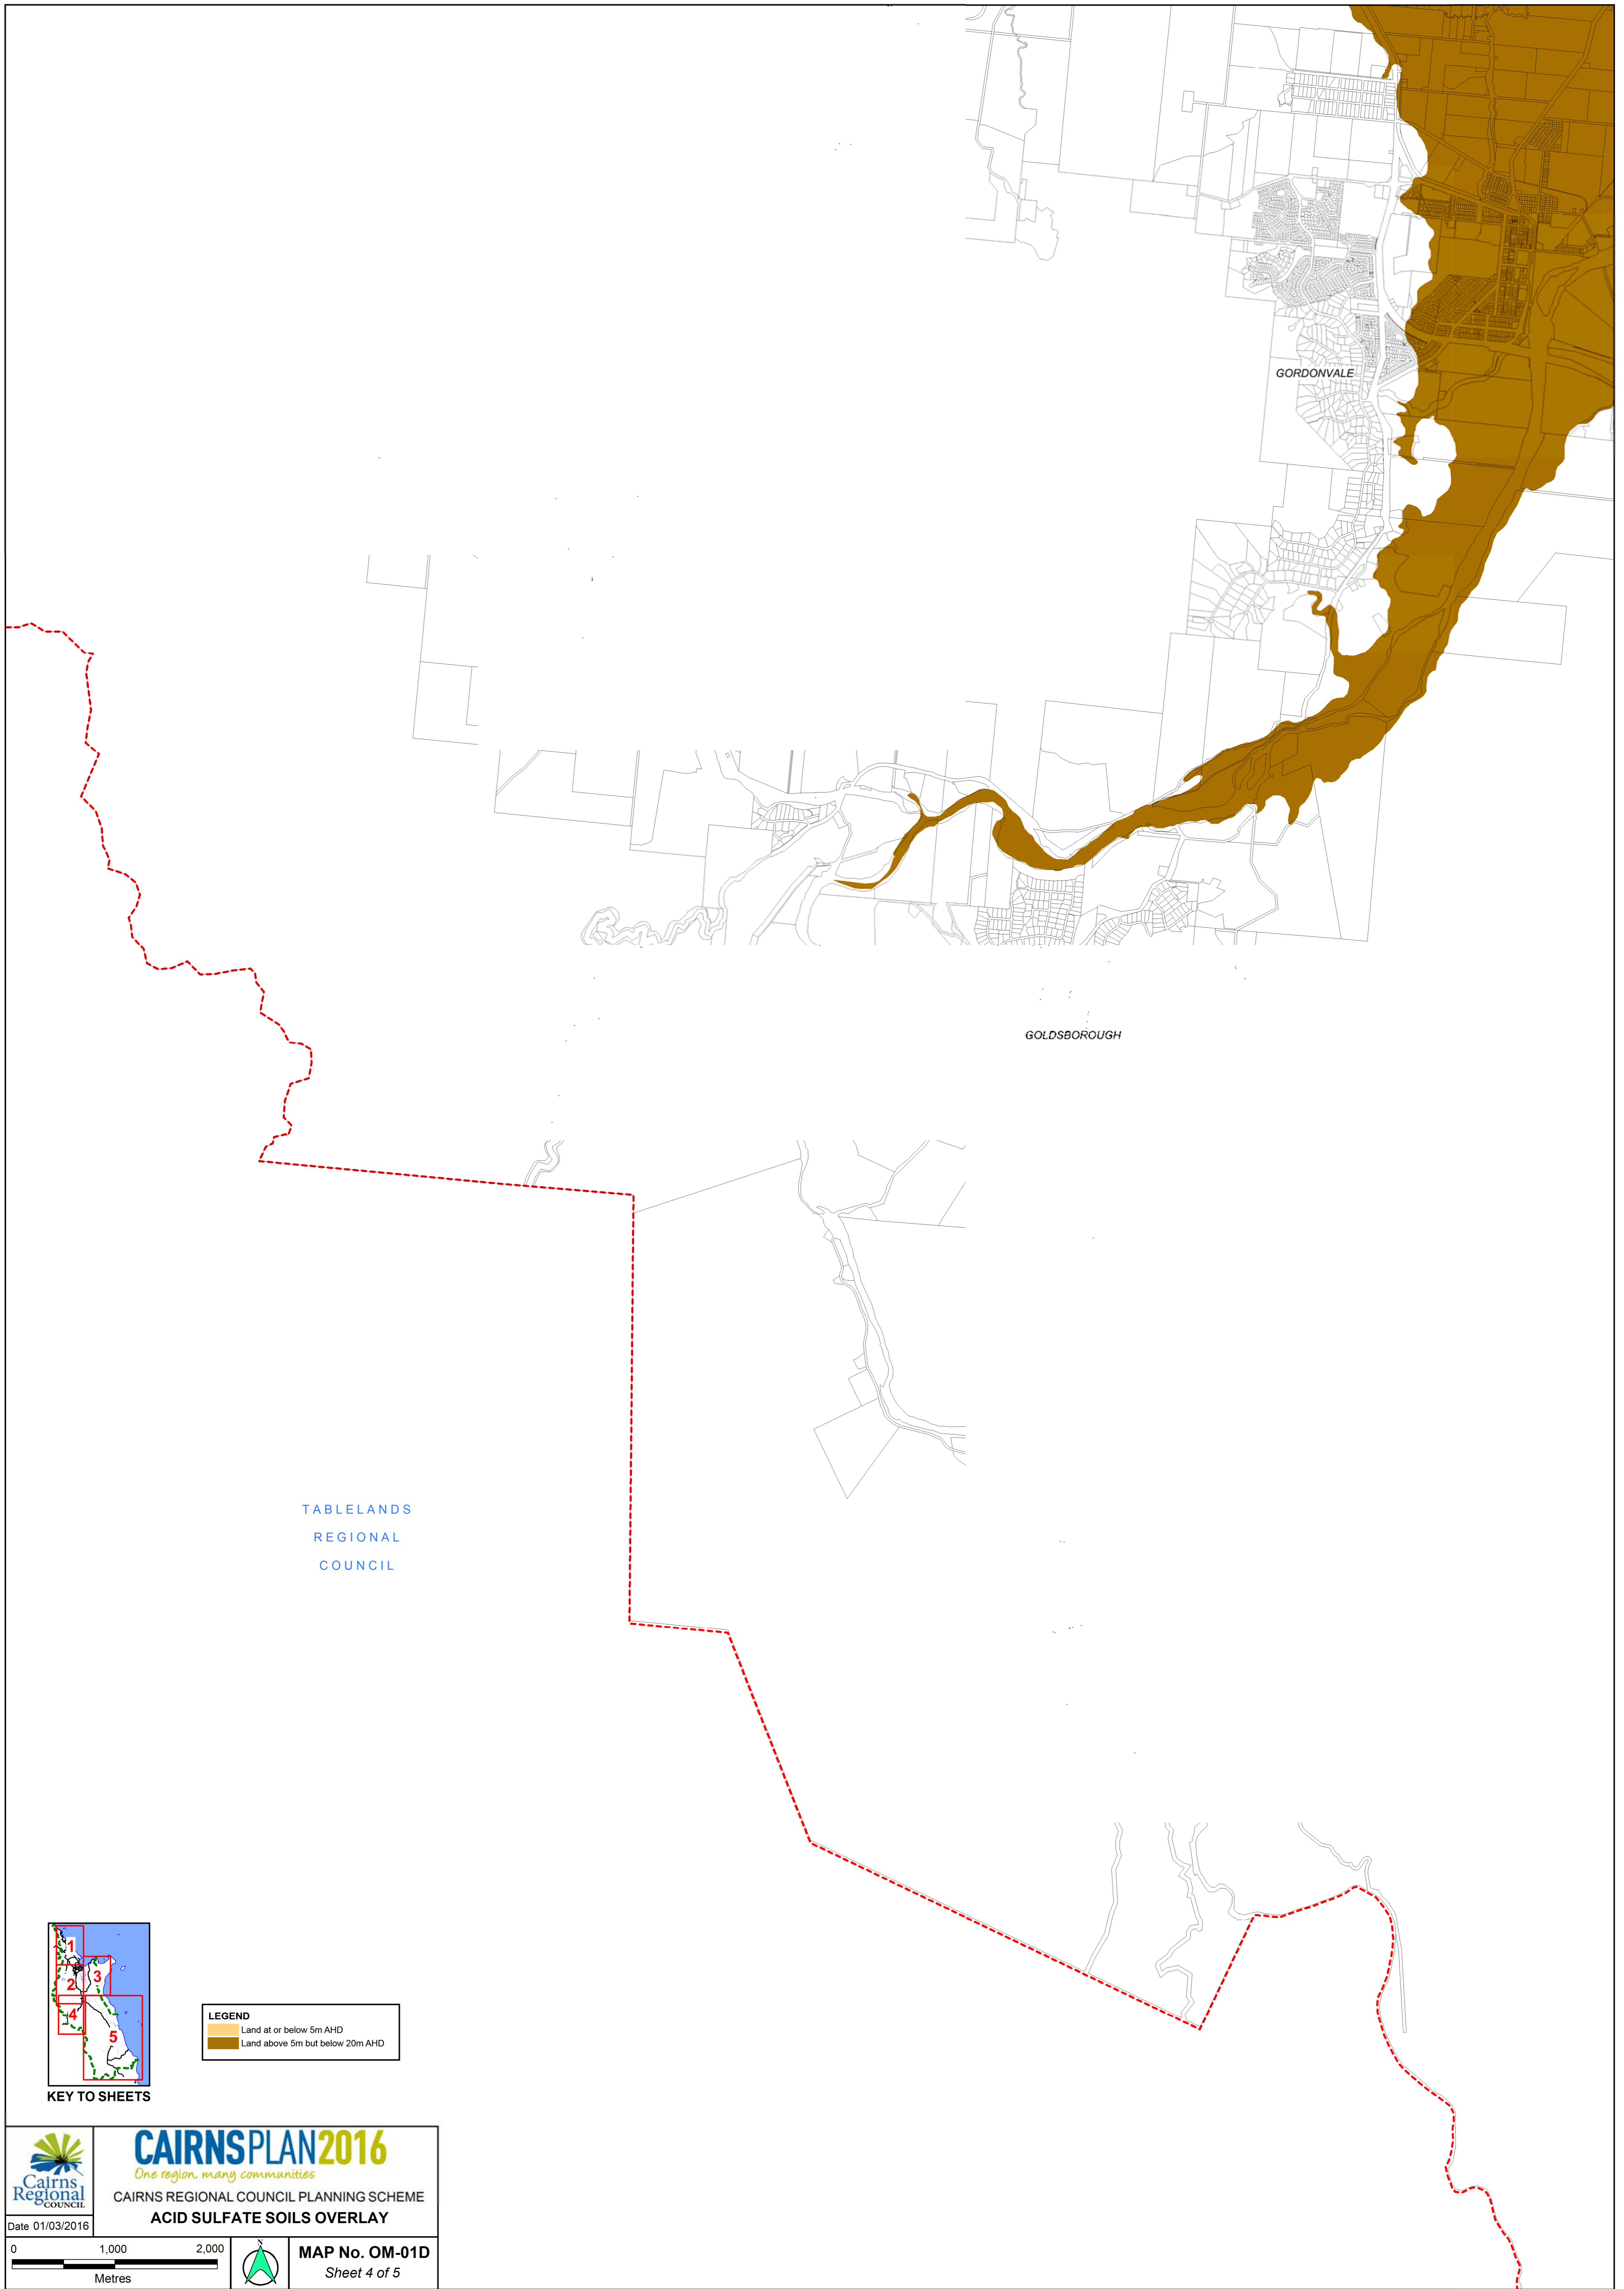 GORDONVALE
GOLDSBOROUGH
TABLELANDS
REGIONAL
COUNCIL
1
2
3
4
5
KEY TO SHEETS
LEGEND
Land at or below 5m AHD
Land above 5m but below 20m AHD
Cairns
Regional
COUNCIL
Date 01/03/2016
CAIRNSPLAN2016
One region, many communities
CAIRNS REGIONAL COUNCIL PLANNING SCHEME
ACID SULFATE SOILS OVERLAY
0 1,000 2,000
Metres
N
MAP No. OM-01D
Sheet 4 of 5